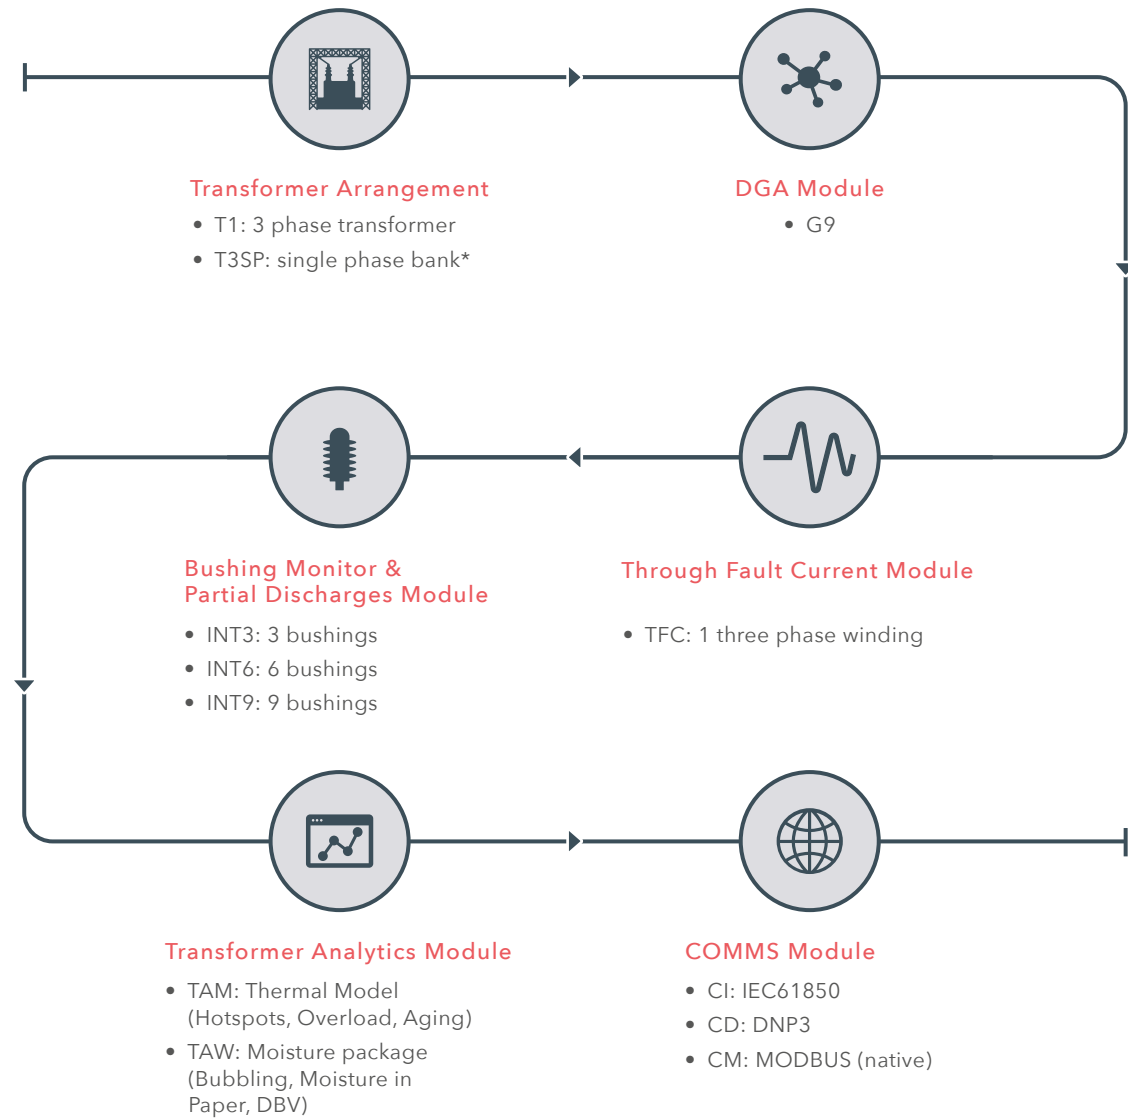 Transformer Arrangement
• T1: 3 phase transformer
• T3SP: single phase bank*
DGA Module
• G9
Through Fault Current Module
• TFC: 1 three phase winding
Bushing Monitor &
Partial Discharges Module
• INT3: 3 bushings
• INT6: 6 bushings
• INT9: 9 bushings
Transformer Analytics Module
• TAM: Thermal Model
(Hotspots, Overload, Aging)
• TAW: Moisture package
(Bubbling, Moisture in
Paper, DBV)
COMMS Module
• CI: IEC61850
• CD: DNP3
• CM: MODBUS (native)